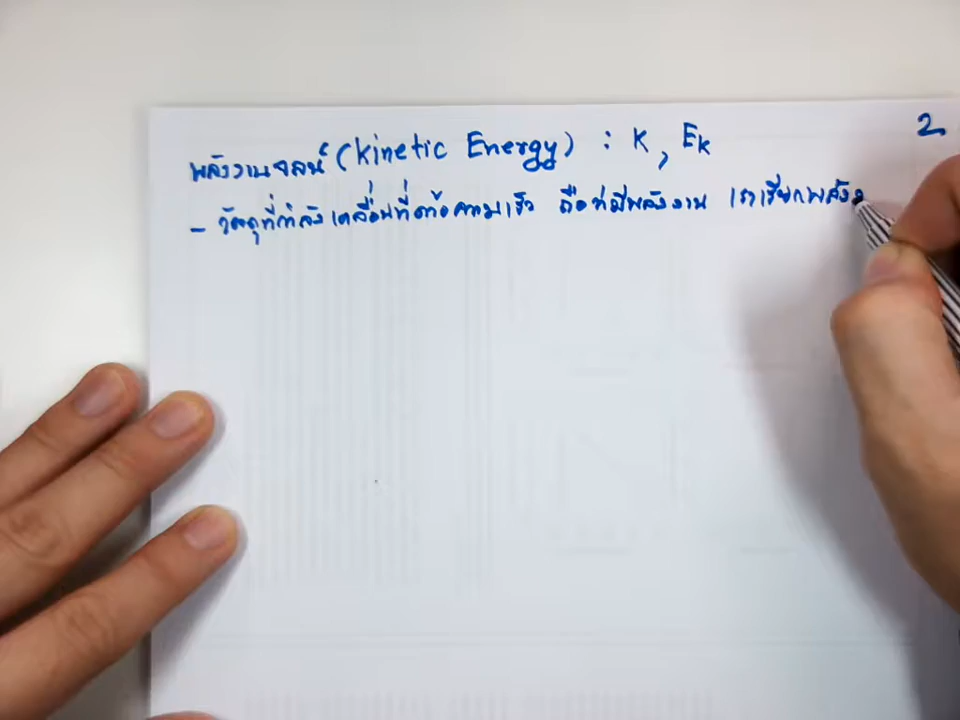 2
พลังงานจลน์ (Kinetic Energy) : K, Ek
- วัตถุที่กำลังเคลื่อนที่ด้วยความเร็ว ถือว่ามีพลังงาน เราเรียกพลังง